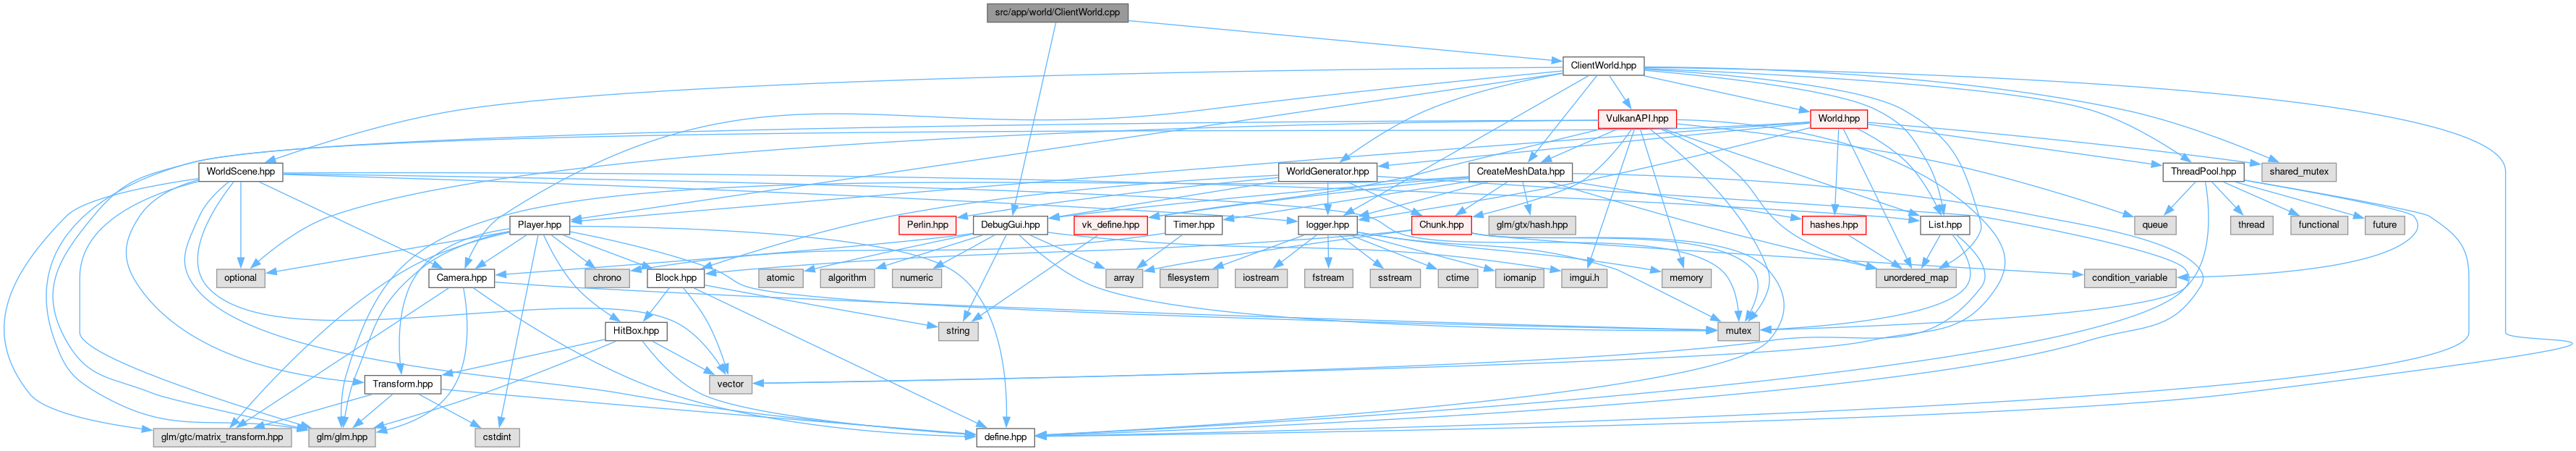 src/app/world/ClientWorld.cpp
ClientWorld.hpp
VulkanAPI.hpp
World.hpp
WorldScene.hpp
WorldGenerator.hpp
CreateMeshData.hpp
ThreadPool.hpp
shared_mutex
Player.hpp
Perlin.hpp
DebugGui.hpp
vk_define.hpp
Timer.hpp
logger.hpp
Chunk.hpp
glm/gtx/hash.hpp
hashes.hpp
List.hpp
queue
thread
functional
future
optional
Camera.hpp
chrono
Block.hpp
atomic
algorithm
numeric
array
filesystem
iostream
fstream
sstream
ctime
iomanip
imgui.h
memory
unordered_map
condition_variable
HitBox.hpp
string
mutex
Transform.hpp
vector
glm/gtc/matrix_transform.hpp
glm/glm.hpp
cstdint
define.hpp